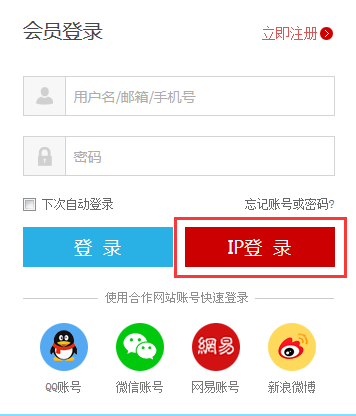 会员登录 立即注册
用户名/邮箱/手机号
密码
下次自动登录 忘记账号或密码?
登 录 IP登 录
使用合作网站账号快速登录
網易
QQ账号 微信账号 网易账号 新浪微博